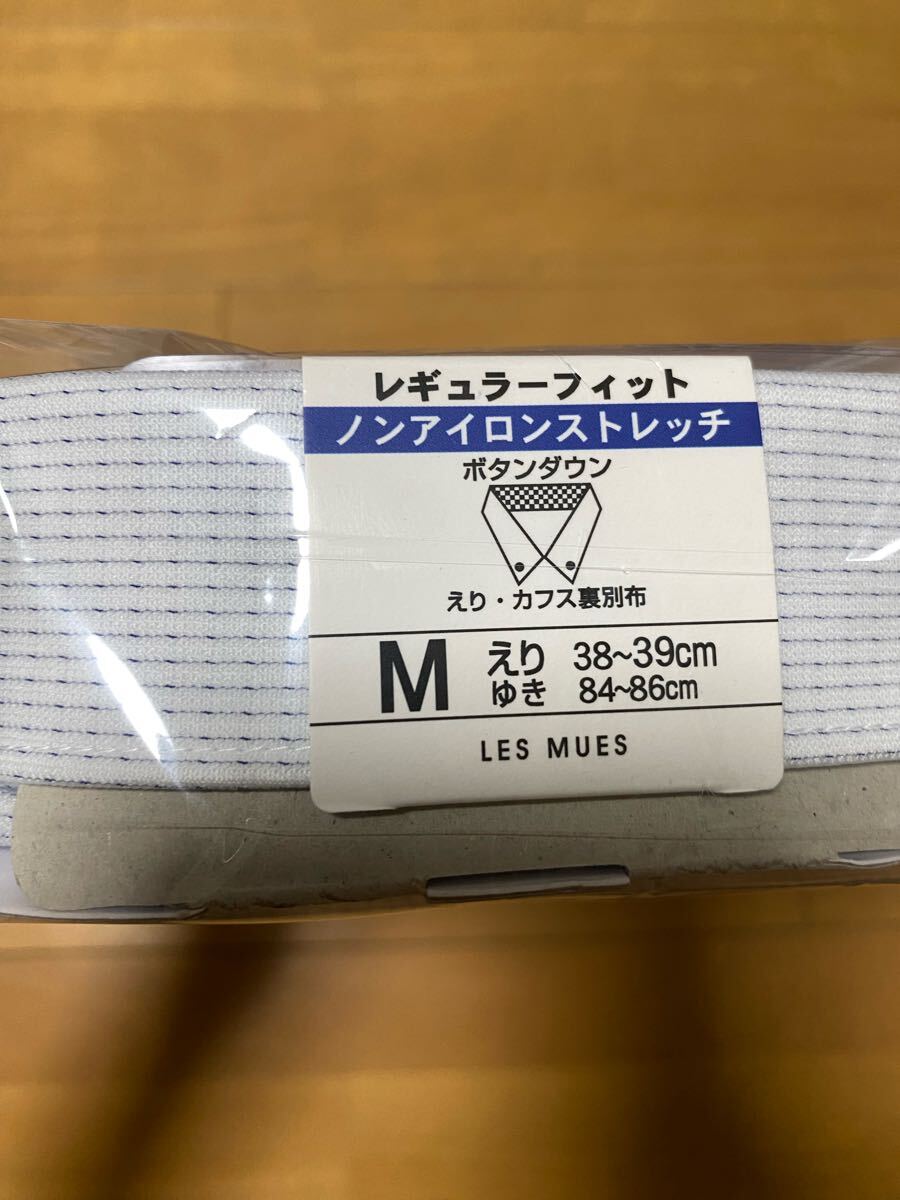 レギュラーフィット
ノンアイロンストレッチ
ボタンダウン
えり・カフス裏別布
M えり 38~39cm
ゆき 84~86cm
LES MUES